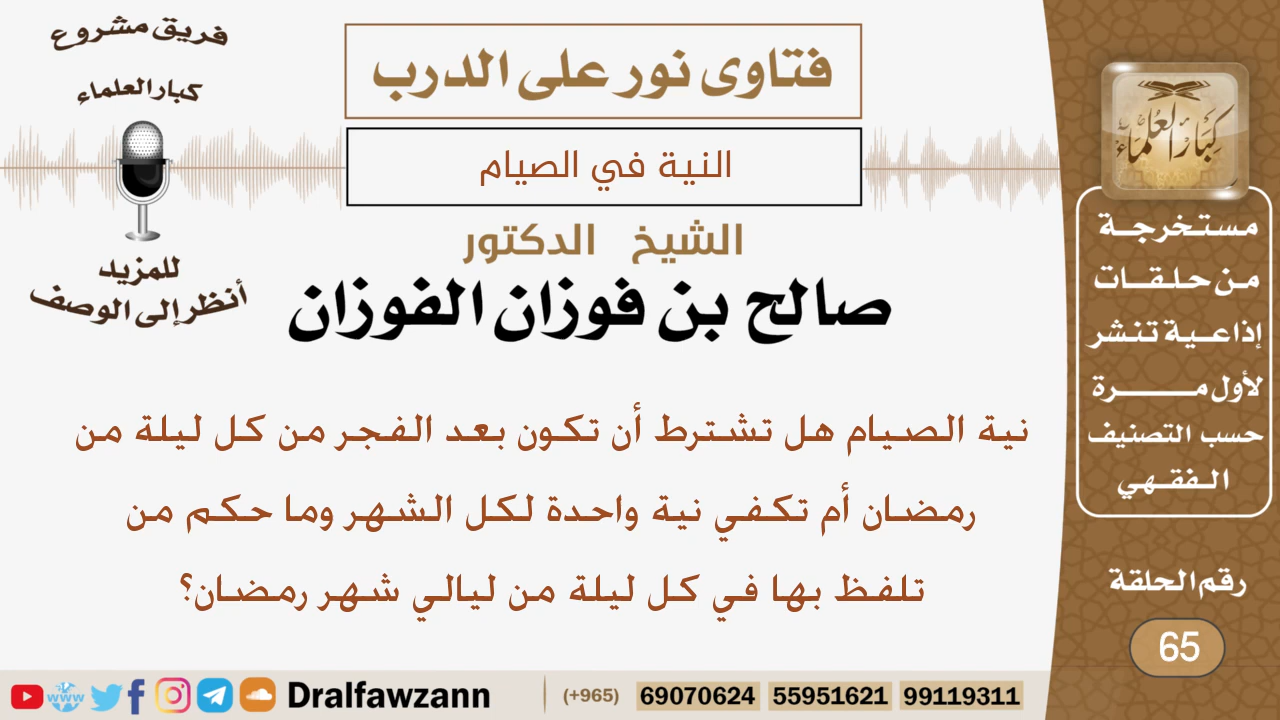 فريق مشروع
كبار العلماء
للمزيد
أنظر إلى الوصف
فتاوى نور على الدرب
النية في الصيام
الشيخ الدكتور
صالح بن فوزان الفوزان
نية الصيام هل تشترط أن تكون بعد الفجر من كل ليلة من
رمضان أم تكفي نية واحدة لكل الشهر وما حكم من
تلفظ بها في كل ليلة من ليالي شهر رمضان؟
كبار العلماء
مستخرجة
من حلقات
إذاعية تنشر
لأول مرة
حسب التصنيف
الفقهي
رقم الحلقة
65
www Dralfawzann (+965) 69070624 55951621 99119311